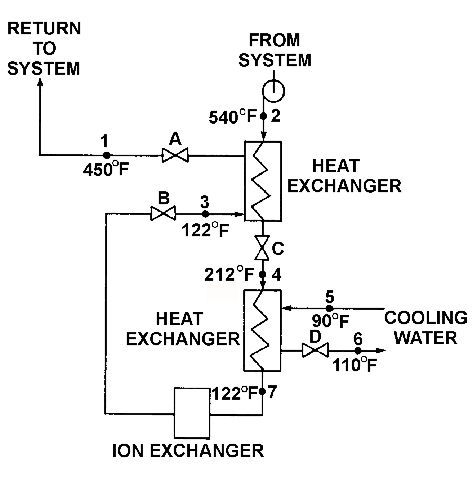 RETURN
TO
SYSTEM
FROM
SYSTEM
540°F 2
1
A
450°F
HEAT
EXCHANGER
B
3
122°F
C
212°F 4
HEAT
EXCHANGER
5
90°F
COOLING
WATER
D
6
110°F
122°F 7
ION EXCHANGER